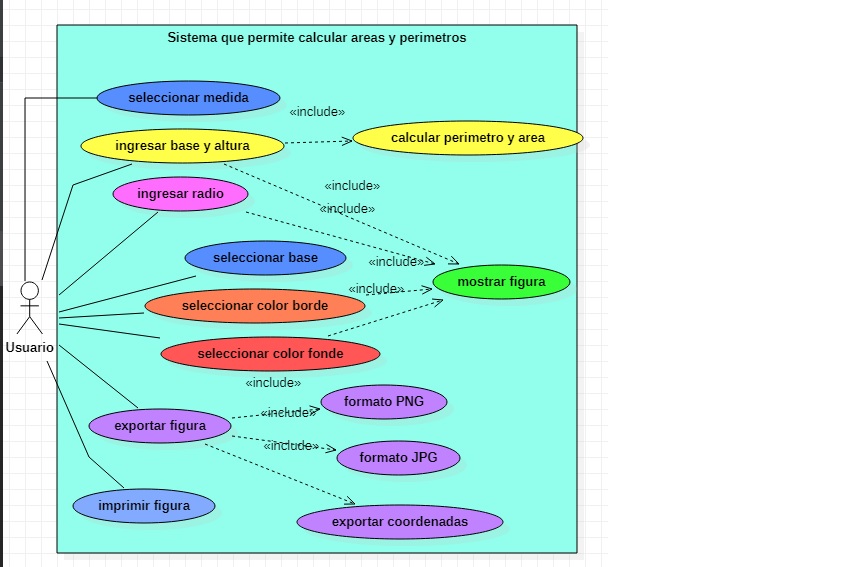 Sistema que permite calcular areas y perimetros
seleccionar medida
«include»
ingresar base y altura
calcular perimetro y area
ingresar radio
«include»
«include»
seleccionar base
«include»
mostrar figura
«include»
seleccionar color borde
Usuario
seleccionar color fonde
«include»
formato PNG
«include»
exportar figura
«include»
formato JPG
imprimir figura
exportar coordenadas